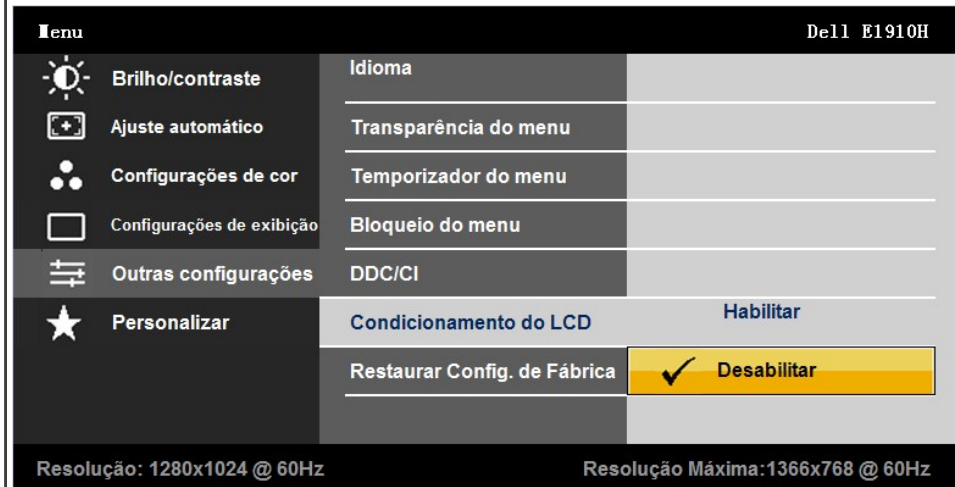 Menu Dell E1910H
Brilho/contraste
Ajuste automático
Configurações de cor
Configurações de exibição
Outras configurações
Personalizar
Idioma
Transparência do menu
Temporizador do menu
Bloqueio do menu
DDC/CI
Condicionamento do LCD
Restaurar Config. de Fábrica
Habilitar
Desabilitar
Resolução: 1280x1024 @ 60Hz Resolução Máxima:1366x768 @ 60Hz